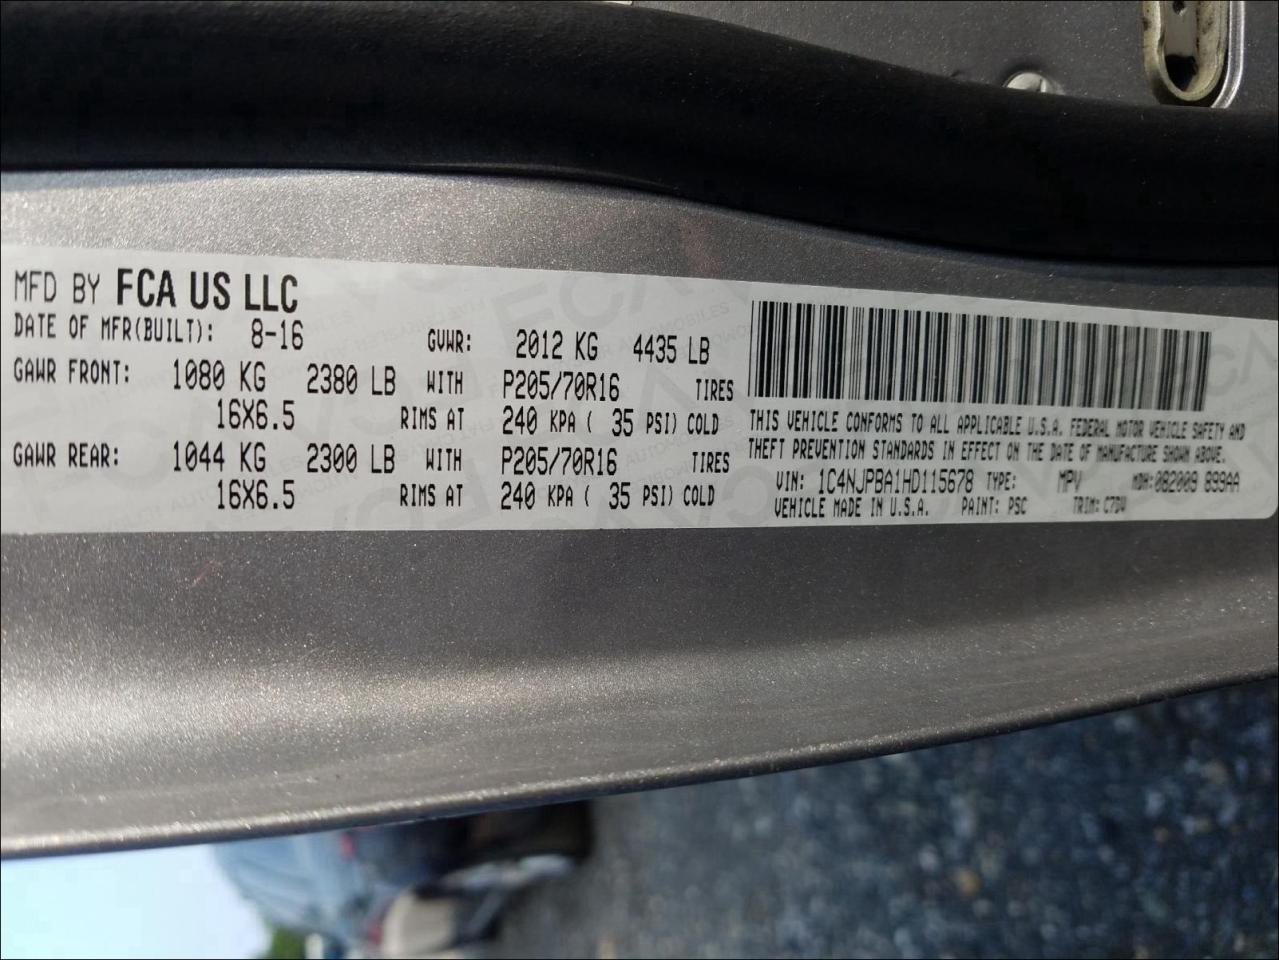 MFD BY FCA US LLC
DATE OF MFR(BUILT): 8-16 GVWR: 2012 KG 4435 LB
GAWR FRONT: 1080 KG 2380 LB WITH P205/70R16 TIRES
16X6.5 RIMS AT 240 KPA ( 35 PSI) COLD
GAWR REAR: 1044 KG 2300 LB WITH P205/70R16 TIRES
16X6.5 RIMS AT 240 KPA ( 35 PSI) COLD
THIS VEHICLE CONFORMS TO ALL APPLICABLE U.S.A. FEDERAL MOTOR VEHICLE SAFETY AND
THEFT PREVENTION STANDARDS IN EFFECT ON THE DATE OF MANUFACTURE SHOWN ABOVE.
VIN: 1C4NJPBA1HD115678 TYPE: MPV MDH: 082009 899AA
VEHICLE MADE IN U.S.A. PAINT: PSC TRIM: